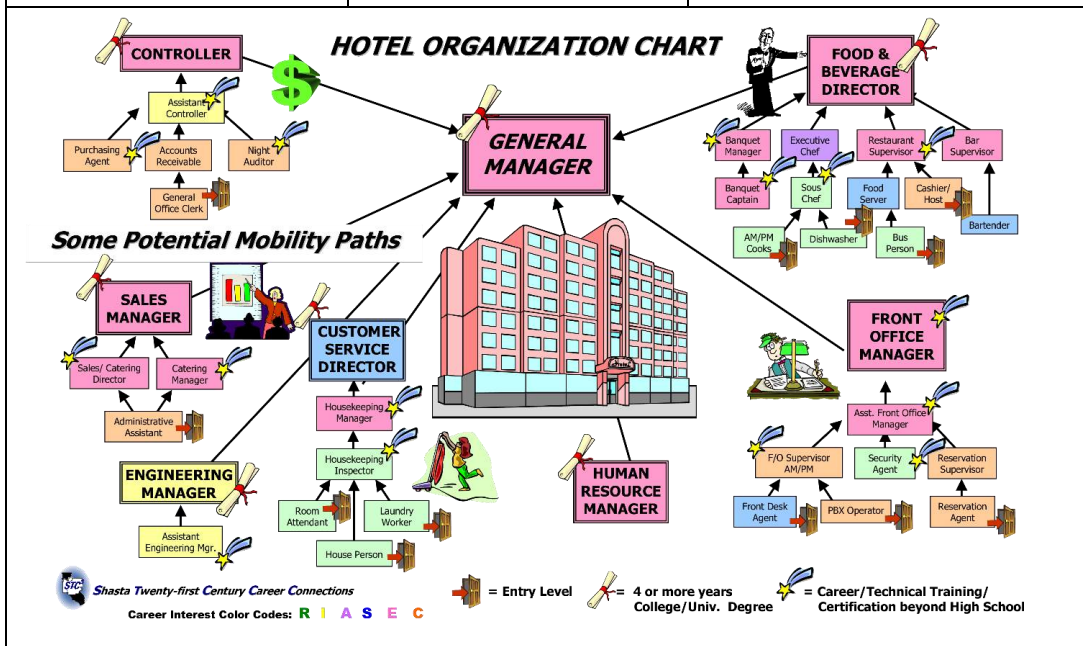 HOTEL ORGANIZATION CHART
CONTROLLER
Assistant
Controller
Purchasing
Agent
Accounts
Receivable
Night
Auditor
General
Office Clerk
$
GENERAL
MANAGER
FOOD &
BEVERAGE
DIRECTOR
Banquet
Manager
Executive
Chef
Restaurant
Supervisor
Bar
Supervisor
Banquet
Captain
Sous
Chef
Food
Server
Cashier/
Host
Bartender
AM/PM
Cooks
Dishwasher
Bus
Person
Some Potential Mobility Paths
SALES
MANAGER
Sales/ Catering
Director
Catering
Manager
Administrative
Assistant
CUSTOMER
SERVICE
DIRECTOR
Housekeeping
Manager
Housekeeping
Inspector
Room
Attendant
Laundry
Worker
House Person
ENGINEERING
MANAGER
Assistant
Engineering Mgr.
HUMAN
RESOURCE
MANAGER
FRONT
OFFICE
MANAGER
Asst. Front Office
Manager
F/O Supervisor
AM/PM
Security
Agent
Reservation
Supervisor
Front Desk
Agent
PBX Operator
Reservation
Agent
STC
Shasta Twenty-first Century Career Connections
Career Interest Color Codes: R I A S E C
= Entry Level
= 4 or more years
College/Univ. Degree
= Career/Technical Training/
Certification beyond High School